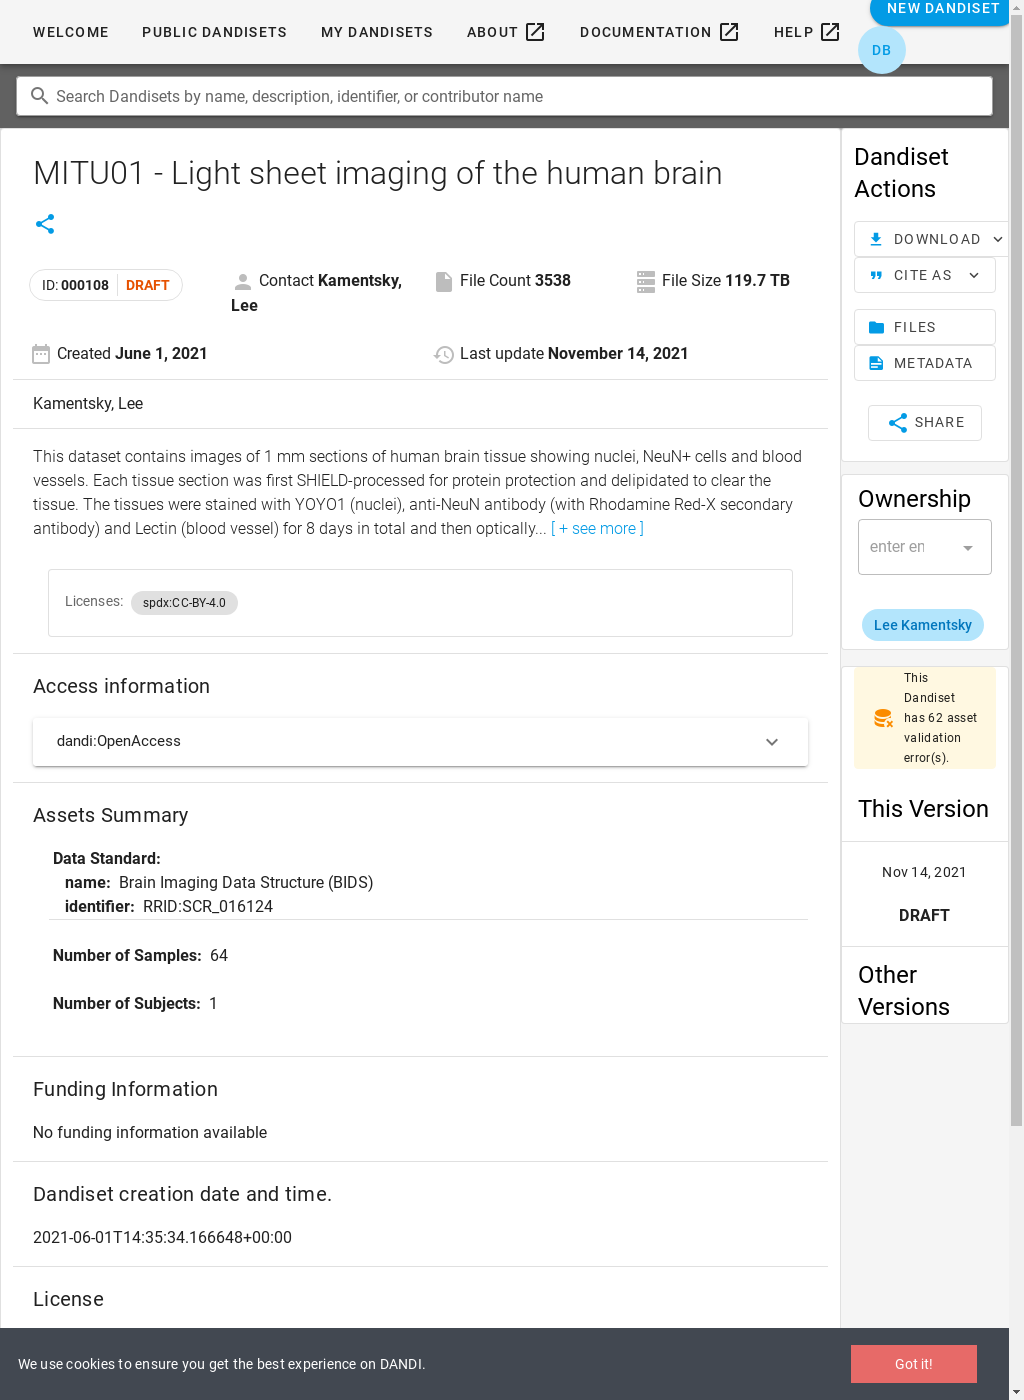 WELCOME PUBLIC DANDISETS MY DANDISETS ABOUT DOCUMENTATION HELP NEW DANDISET
DB
Search Dandisets by name, description, identifier, or contributor name
MITU01 - Light sheet imaging of the human brain
ID: 000108 DRAFT
Contact Kamentsky,
Lee
File Count 3538
File Size 119.7 TB
Created June 1, 2021
Last update November 14, 2021
Kamentsky, Lee
This dataset contains images of 1 mm sections of human brain tissue showing nuclei, NeuN+ cells and blood
vessels. Each tissue section was first SHIELD-processed for protein protection and delipidated to clear the
tissue. The tissues were stained with YOYO1 (nuclei), anti-NeuN antibody (with Rhodamine Red-X secondary
antibody) and Lectin (blood vessel) for 8 days in total and then optically... [ + see more ]
Licenses: spdx:CC-BY-4.0
Access information
dandi:OpenAccess
Assets Summary
Data Standard:
name: Brain Imaging Data Structure (BIDS)
identifier: RRID:SCR_016124
Number of Samples: 64
Number of Subjects: 1
Funding Information
No funding information available
Dandiset creation date and time.
2021-06-01T14:35:34.166648+00:00
License
Dandiset
Actions
DOWNLOAD
CITE AS
FILES
METADATA
SHARE
Ownership
enter en
Lee Kamentsky
This
Dandiset
has 62 asset
validation
error(s).
This Version
Nov 14, 2021
DRAFT
Other
Versions
We use cookies to ensure you get the best experience on DANDI.
Got it!